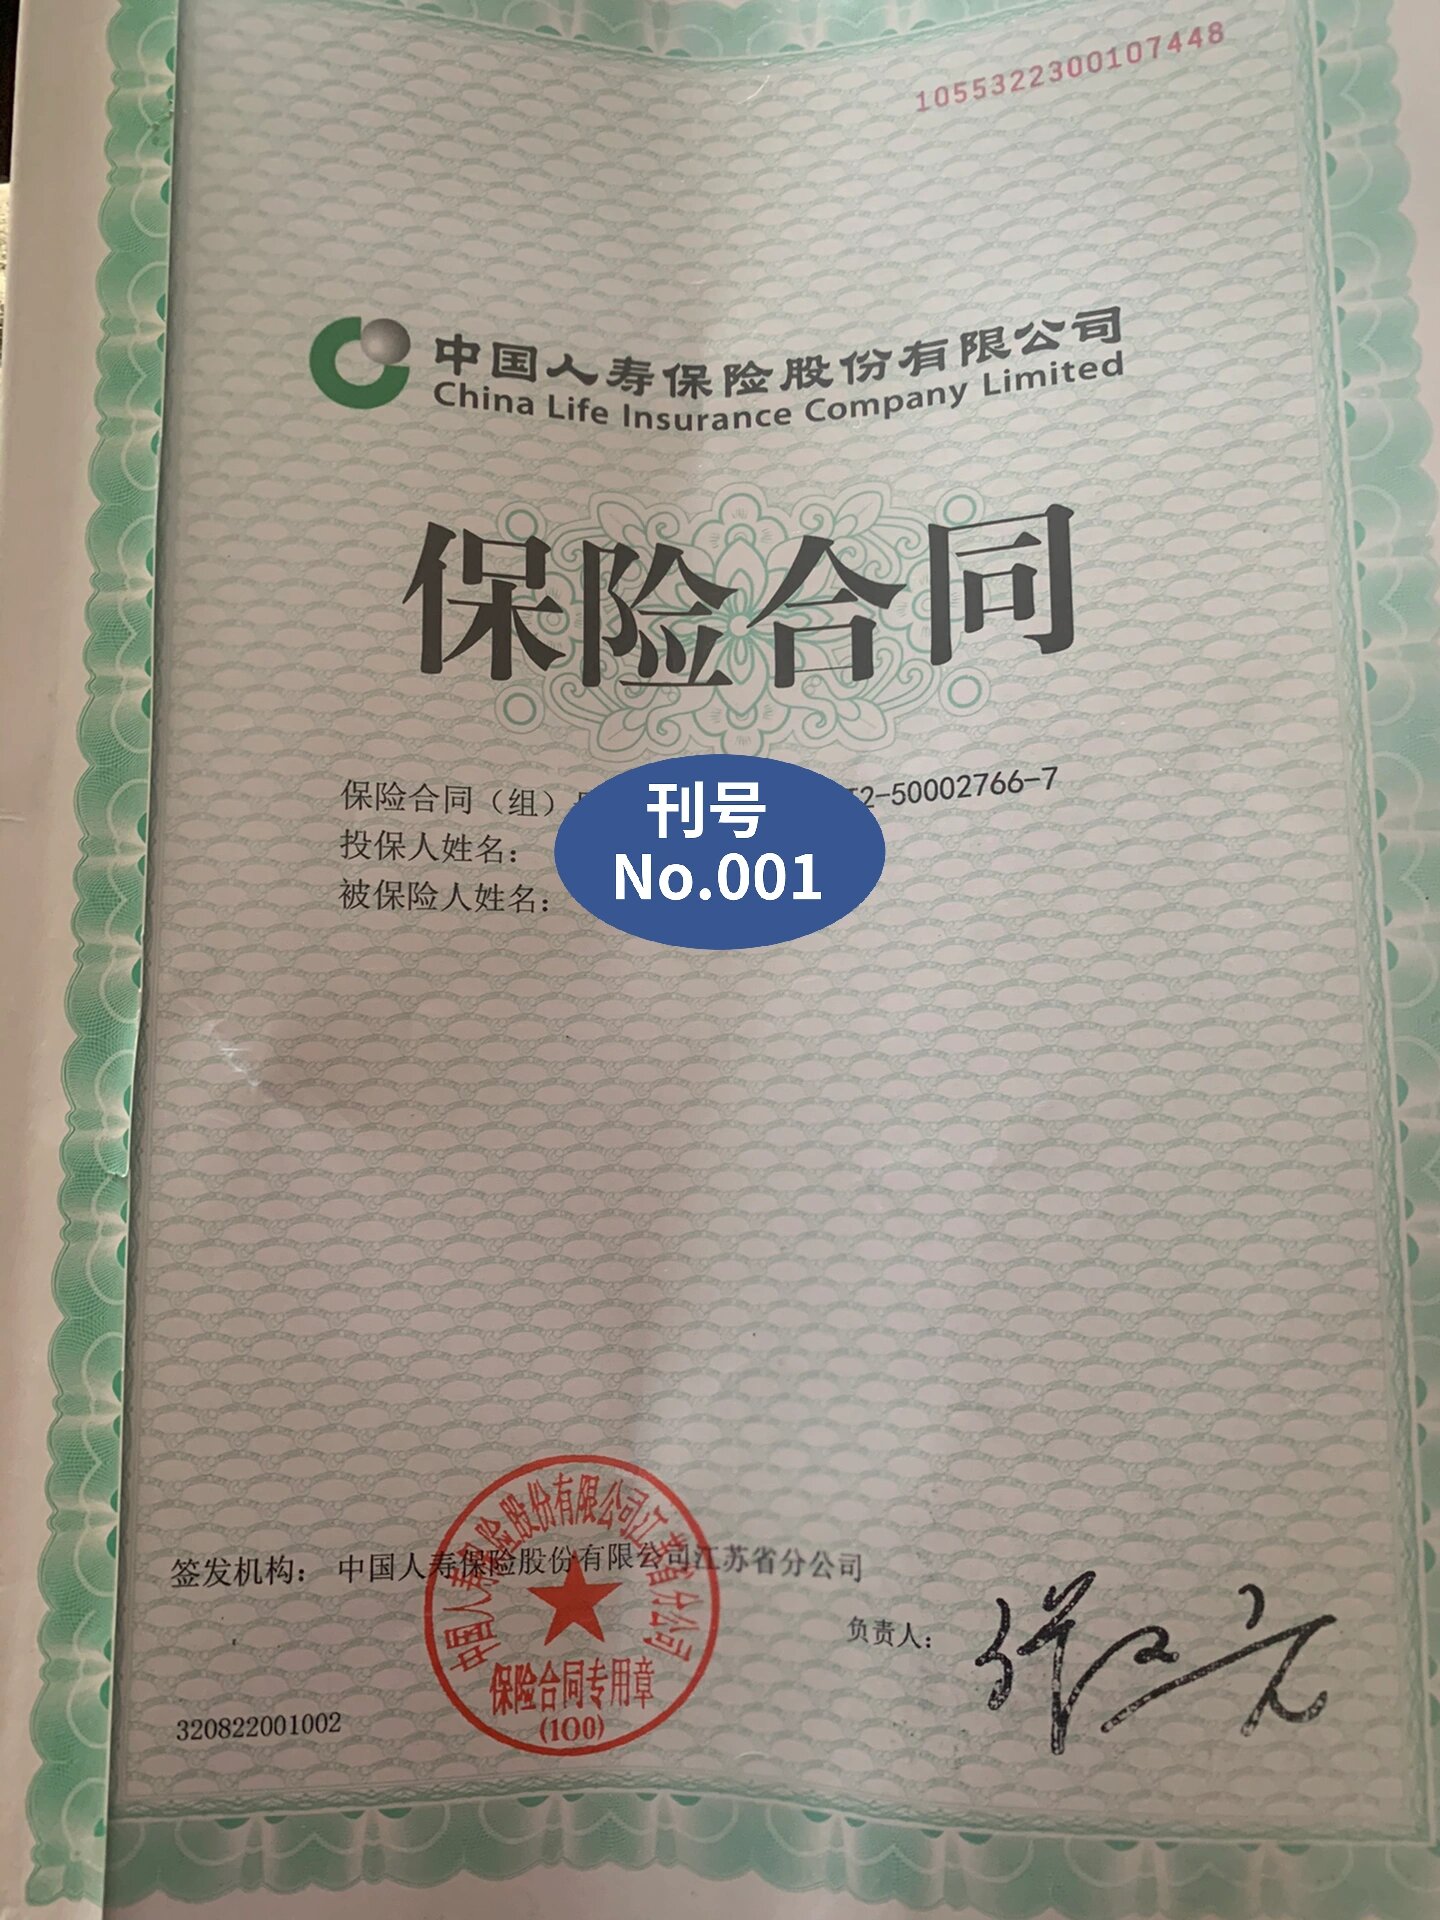 1055322300107448
中国人寿保险股份有限公司
China Life Insurance Company Limited
保险合同
保险合同（组）
2-50002766-7
刊号
No.001
投保人姓名：
被保险人姓名：
签发机构： 中国人寿保险股份有限公司江苏省分公司
中国人寿保险股份有限公司江苏省分公司
保险合同专用章
(100)
负责人：
320822001002